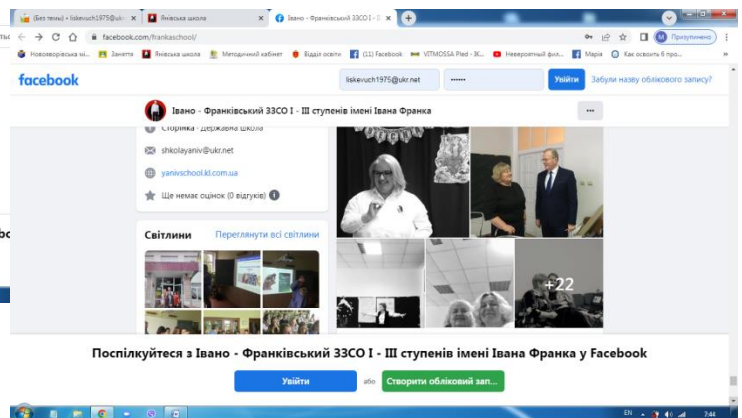 (Без темы) • liskevuch1975@ukr
Янівська школа
Івано - Франківський ЗЗСО І - І
facebook.com/frankaschool/
Призупинено
Новояворівська мі...
Заняття
Янівська школа
Методичний кабінет
Відділ освіти
(11) Facebook
VITMOSSA Pled - Ж...
Невероятный фил...
Марія
Как освоить 6 про...
facebook
liskevuch1975@ukr.net
••••••
Увійти
Забули назву облікового запису?
Івано - Франківський ЗЗСО І - ІІІ ступенів імені Івана Франка
Сторінка · Державна школа
shkolayaniv@ukr.net
yanivschool.kl.com.ua
Ще немає оцінок (0 відгуків)
Світлини
Переглянути всі світлини
+22
Поспілкуйтеся з Івано - Франківський ЗЗСО І - ІІІ ступенів імені Івана Франка у Facebook
Увійти
або
Створити обліковий зап...
EN
7:44